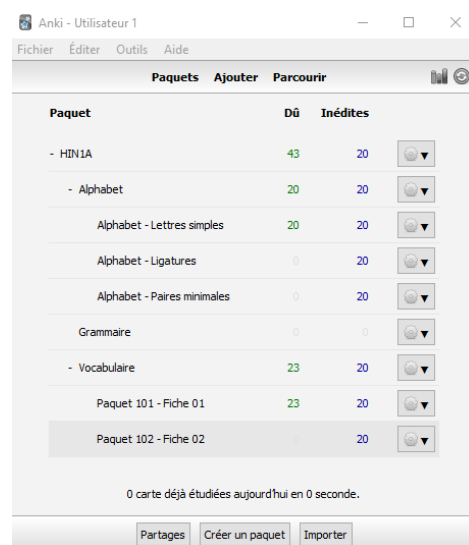 Anki - Utilisateur 1
Fichier Éditer Outils Aide
Paquets Ajouter Parcourir
Paquet Dû Inédites
- HIN1A 43 20
- Alphabet 20 20
Alphabet - Lettres simples 20 20
Alphabet - Ligatures 0 20
Alphabet - Paires minimales 0 20
Grammaire 0 0
- Vocabulaire 23 20
Paquet 101 - Fiche 01 23 20
Paquet 102 - Fiche 02 0 20
0 carte déjà étudiées aujourd'hui en 0 seconde.
Partages Créer un paquet Importer